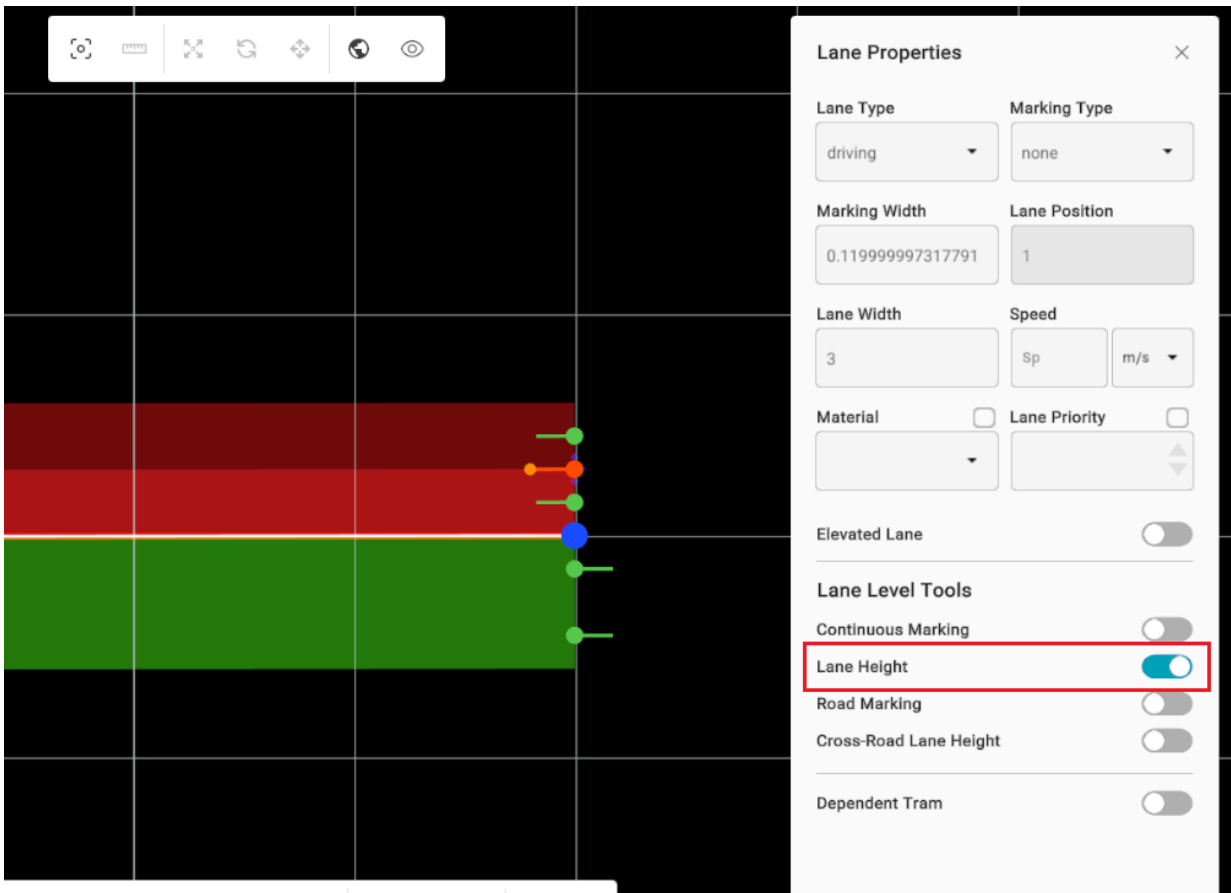 Lane Properties
Lane Type Marking Type
driving none
Marking Width Lane Position
0.119999997317791 1
Lane Width Speed
3 Sp m/s
Material Lane Priority
Elevated Lane
Lane Level Tools
Continuous Marking
Lane Height
Road Marking
Cross-Road Lane Height
Dependent Tram